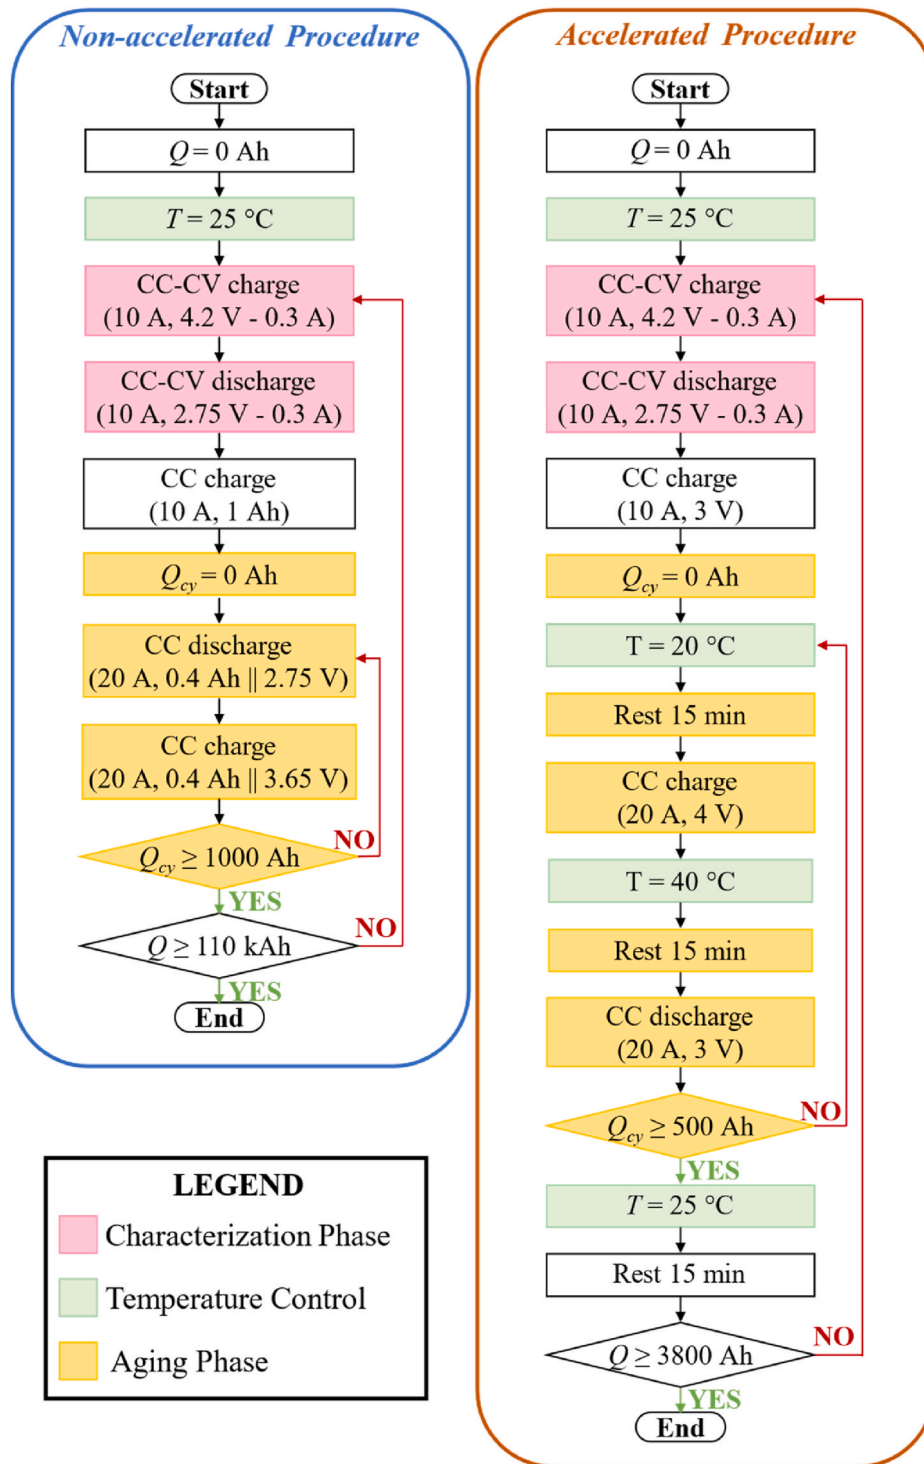 Non-accelerated Procedure
Start
Q = 0 Ah
T = 25 °C
CC-CV charge
(10 A, 4.2 V - 0.3 A)
CC-CV discharge
(10 A, 2.75 V - 0.3 A)
CC charge
(10 A, 1 Ah)
Qcy = 0 Ah
CC discharge
(20 A, 0.4 Ah || 2.75 V)
CC charge
(20 A, 0.4 Ah || 3.65 V)
Qcy ≥ 1000 Ah
NO
YES
Q ≥ 110 kAh
NO
YES
End
Accelerated Procedure
Start
Q = 0 Ah
T = 25 °C
CC-CV charge
(10 A, 4.2 V - 0.3 A)
CC-CV discharge
(10 A, 2.75 V - 0.3 A)
CC charge
(10 A, 3 V)
Qcy = 0 Ah
T = 20 °C
Rest 15 min
CC charge
(20 A, 4 V)
T = 40 °C
Rest 15 min
CC discharge
(20 A, 3 V)
Qcy ≥ 500 Ah
NO
YES
T = 25 °C
Rest 15 min
Q ≥ 3800 Ah
NO
YES
End
LEGEND
Characterization Phase
Temperature Control
Aging Phase